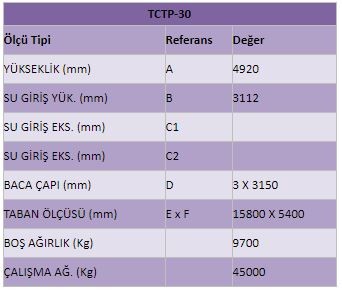 TCTP-30
Ölçü Tipi Referans Değer
YÜKSEKLİK (mm) A 4920
SU GİRİŞ YÜK. (mm) B 3112
SU GİRİŞ EKS. (mm) C1
SU GİRİŞ EKS. (mm) C2
BACA ÇAPI (mm) D 3 X 3150
TABAN ÖLÇÜSÜ (mm) E x F 15800 X 5400
BOŞ AĞIRLIK (Kg) 9700
ÇALIŞMA AĞ. (Kg) 45000